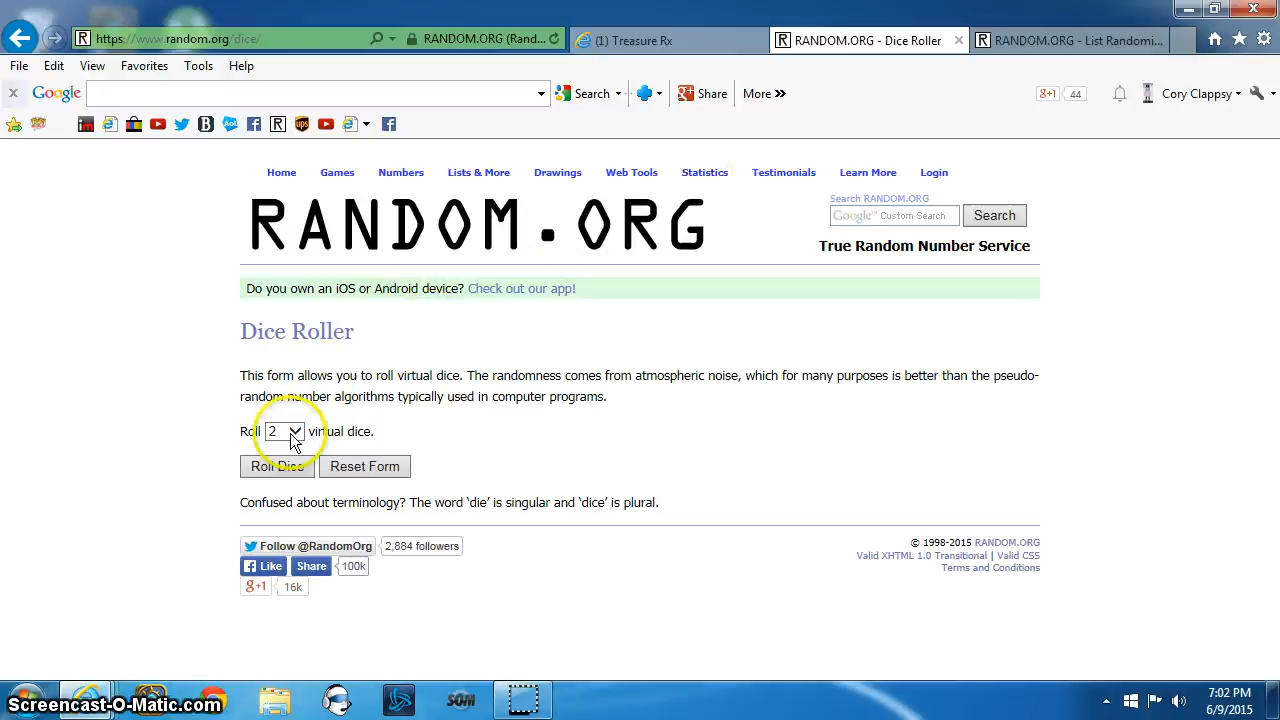 https://www.random.org/dice/
RANDOM.ORG (Rand...
(1) Treasure Rx
RANDOM.ORG - Dice Roller
RANDOM.ORG - List Randomi...
File Edit View Favorites Tools Help
x Google Search Share More »
g+1 44 Cory Clappsy
Home Games Numbers Lists & More Drawings Web Tools Statistics Testimonials Learn More Login
RANDOM.ORG
Search RANDOM.ORG
Google™ Custom Search Search
True Random Number Service
Do you own an iOS or Android device? Check out our app!
Dice Roller
This form allows you to roll virtual dice. The randomness comes from atmospheric noise, which for many purposes is better than the pseudo-
random number algorithms typically used in computer programs.
Roll 2 virtual dice.
Roll Dice Reset Form
Confused about terminology? The word ‘die’ is singular and ‘dice’ is plural.
Follow @RandomOrg 2,884 followers
Like Share 100k
g+1 16k
© 1998-2015 RANDOM.ORG
Valid XHTML 1.0 Transitional | Valid CSS
Terms and Conditions
Screencast-O-Matic.com
SOM
7:02 PM
6/9/2015